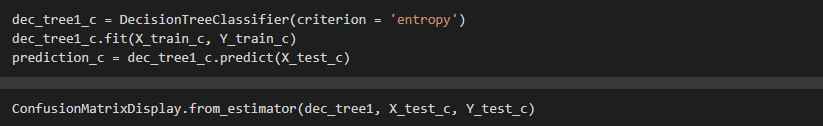 dec_tree1_c = DecisionTreeClassifier(criterion = 'entropy')
dec_tree1_c.fit(X_train_c, Y_train_c)
prediction_c = dec_tree1_c.predict(X_test_c)
ConfusionMatrixDisplay.from_estimator(dec_tree1, X_test_c, Y_test_c)